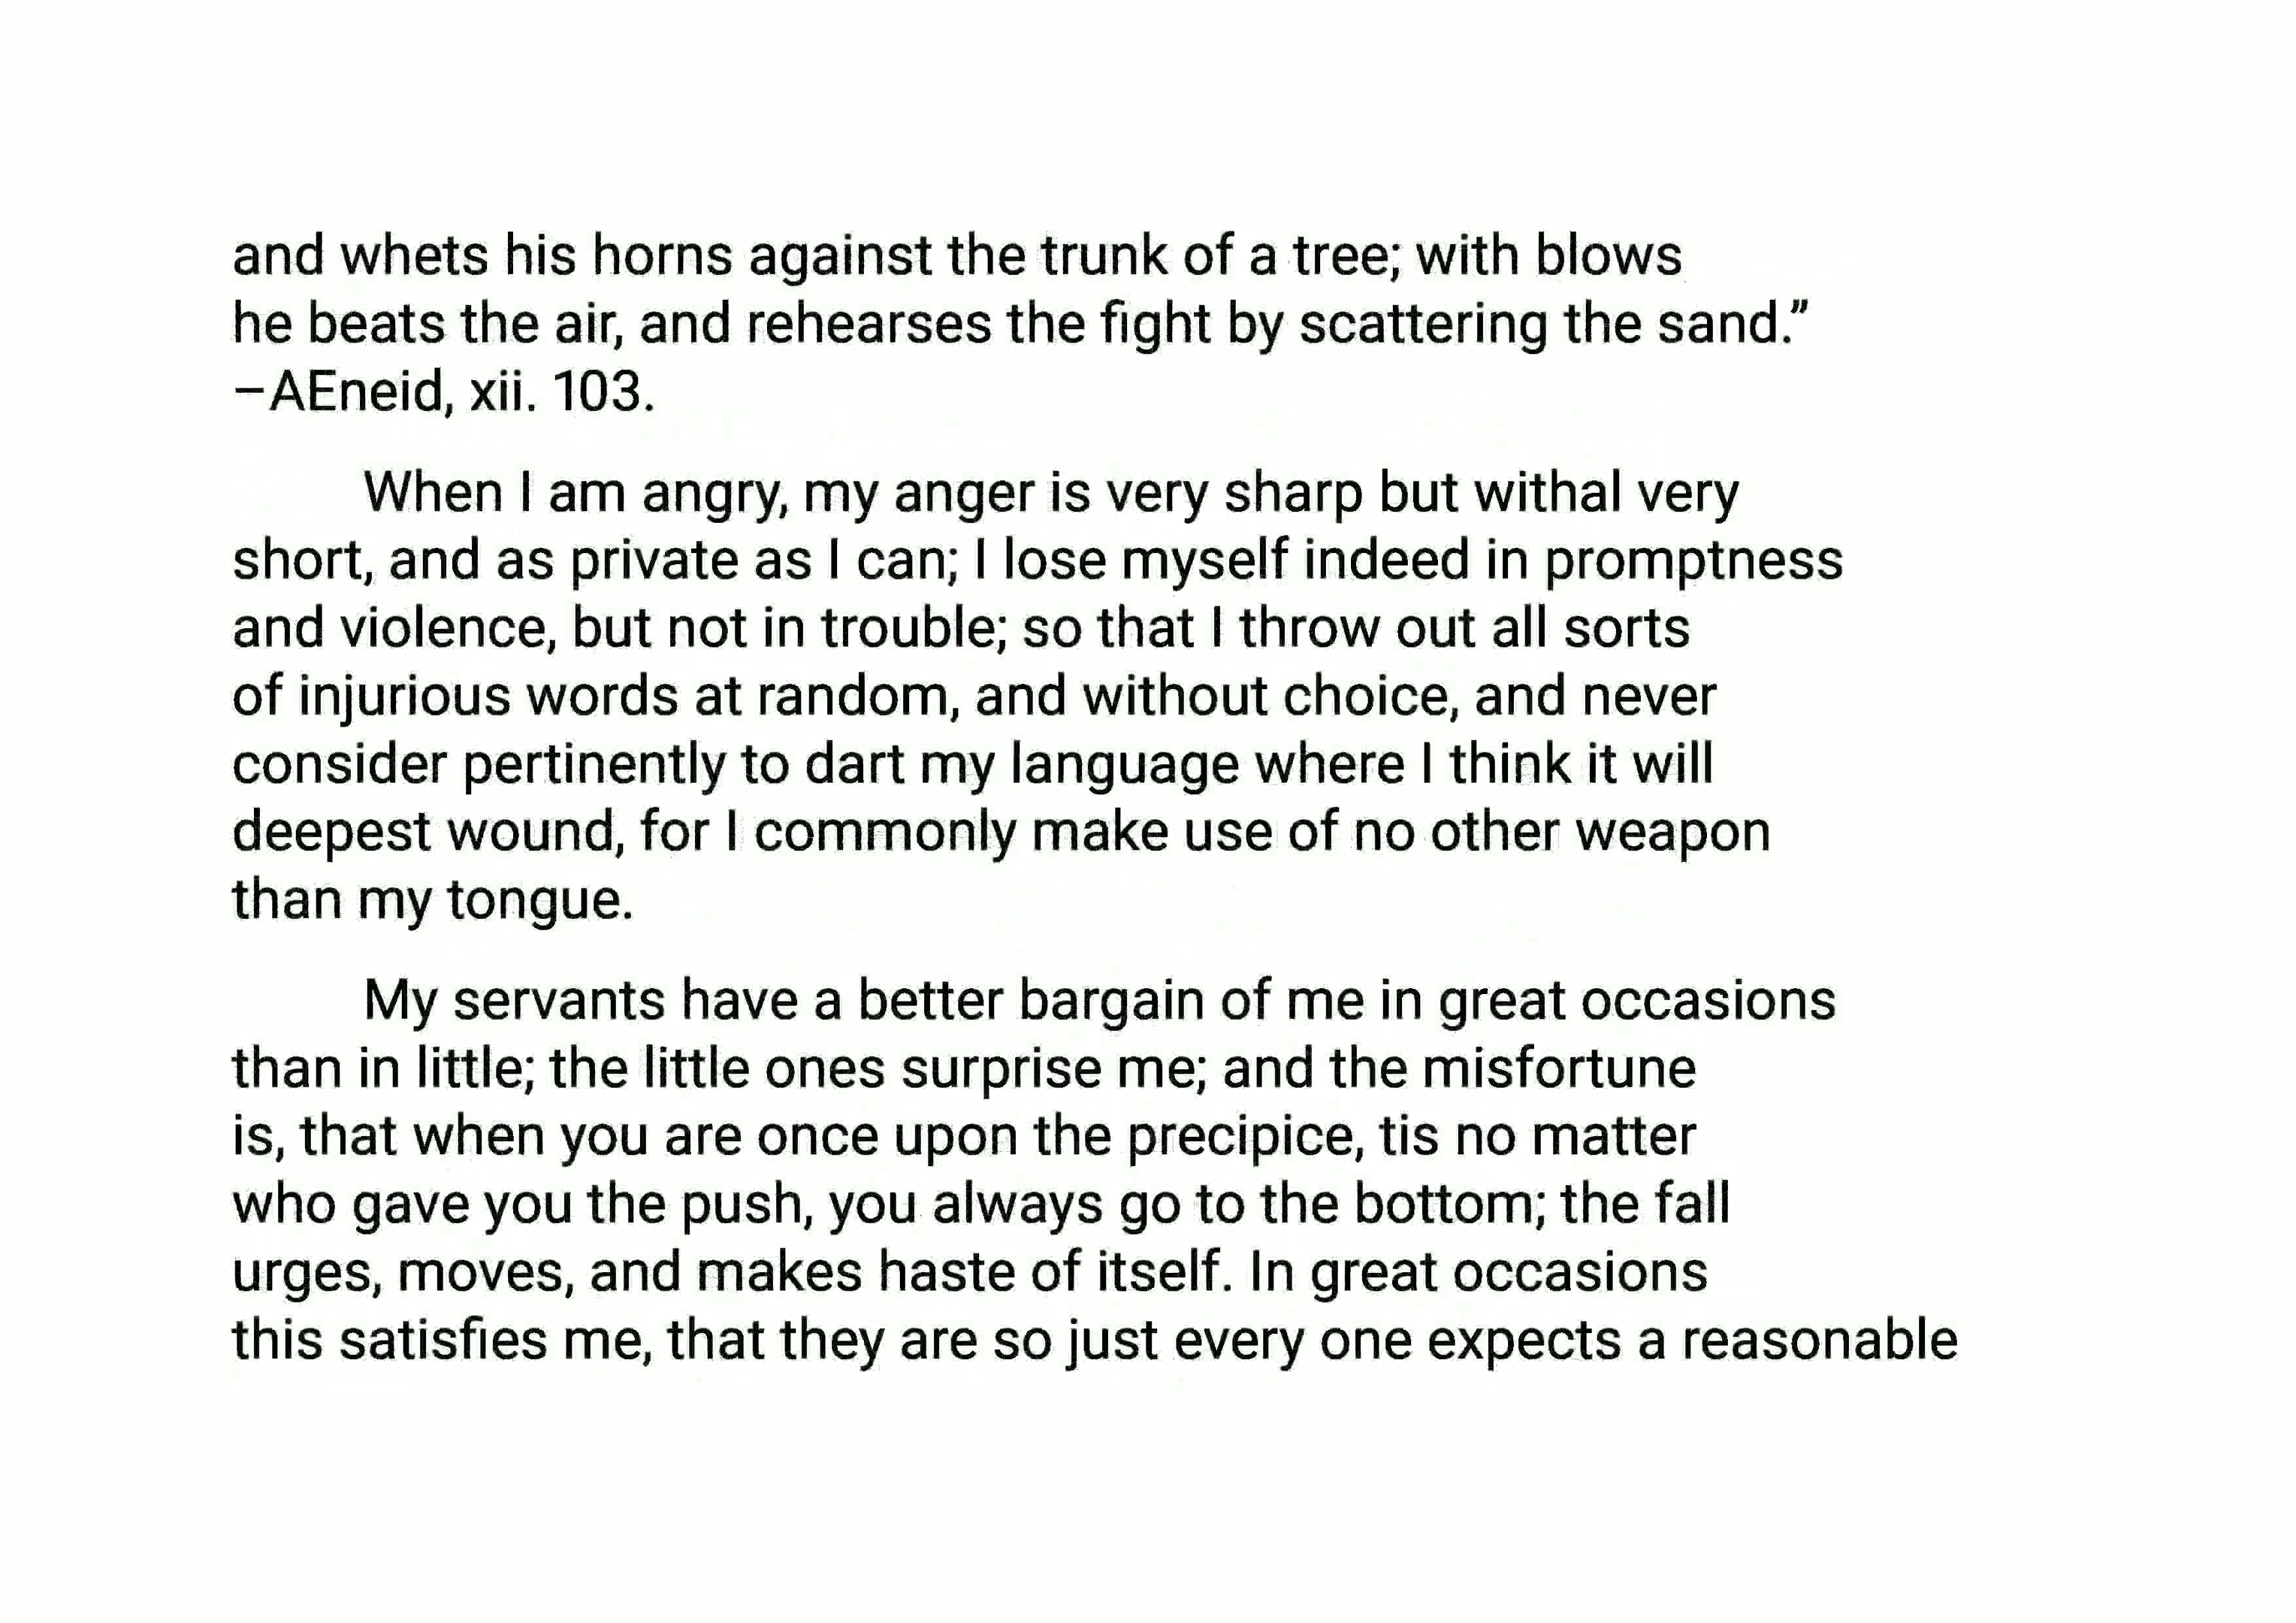 and whets his horns against the trunk of a tree; with blows
he beats the air, and rehearses the fight by scattering the sand.”
–AEneid, xii. 103.
When I am angry, my anger is very sharp but withal very
short, and as private as I can; I lose myself indeed in promptness
and violence, but not in trouble; so that I throw out all sorts
of injurious words at random, and without choice, and never
consider pertinently to dart my language where I think it will
deepest wound, for I commonly make use of no other weapon
than my tongue.
My servants have a better bargain of me in great occasions
than in little; the little ones surprise me; and the misfortune
is, that when you are once upon the precipice, tis no matter
who gave you the push, you always go to the bottom; the fall
urges, moves, and makes haste of itself. In great occasions
this satisfies me, that they are so just every one expects a reasonable